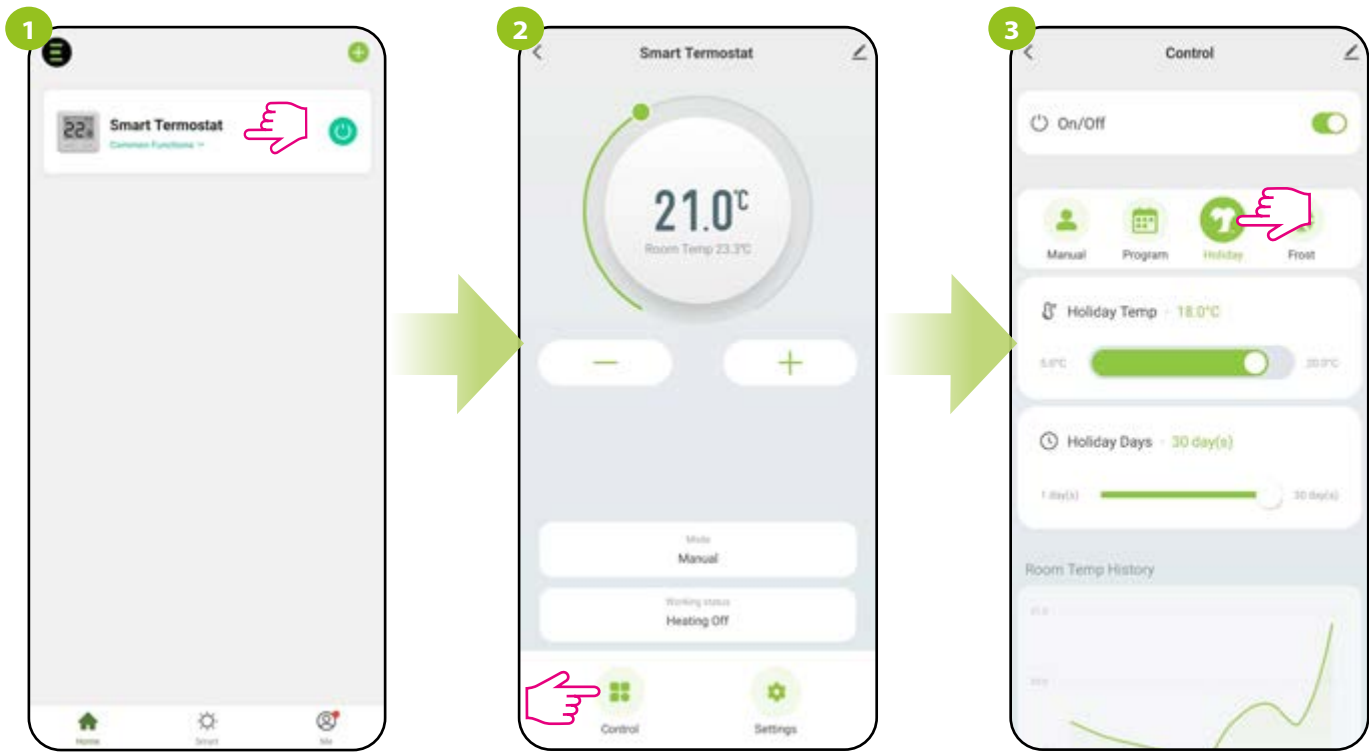 1
22
Smart Termostat
Common Functions
Home
Smart
Me
2
Smart Termostat
21.0°C
Room Temp 23.3°C
Mode
Manual
Working status
Heating Off
Control
Settings
3
Control
On/Off
Manual Program Holiday Frost
Holiday Temp · 18.0°C
5.0°C
Holiday Days · 30 day(s)
1 day(s) 30 day(s)
Room Temp History